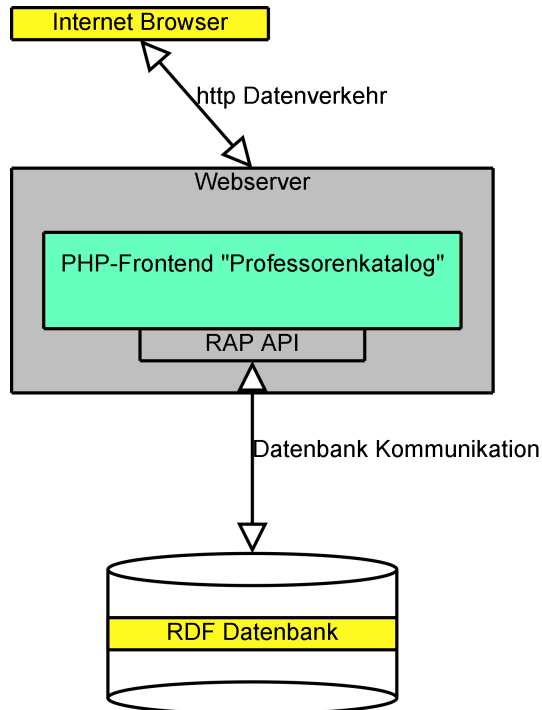 Internet Browser
http Datenverkehr
Webserver
PHP-Frontend "Professorenkatalog"
RAP API
Datenbank Kommunikation
RDF Datenbank